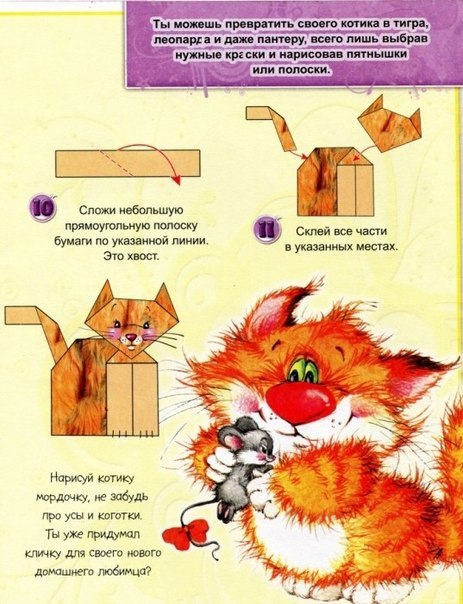 Ты можешь превратить своего котика в тигра,
леопарда и даже пантеру, всего лишь выбрав
нужные краски и нарисовав пятнышки
или полоски.
10
Сложи небольшую
прямоугольную полоску
бумаги по указанной линии.
Это хвост.
11
Склей все части
в указанных местах.
Нарисуй котику
мордочку, не забудь
про усы и коготки.
Ты уже придумал
кличку для своего нового
домашнего любимца?